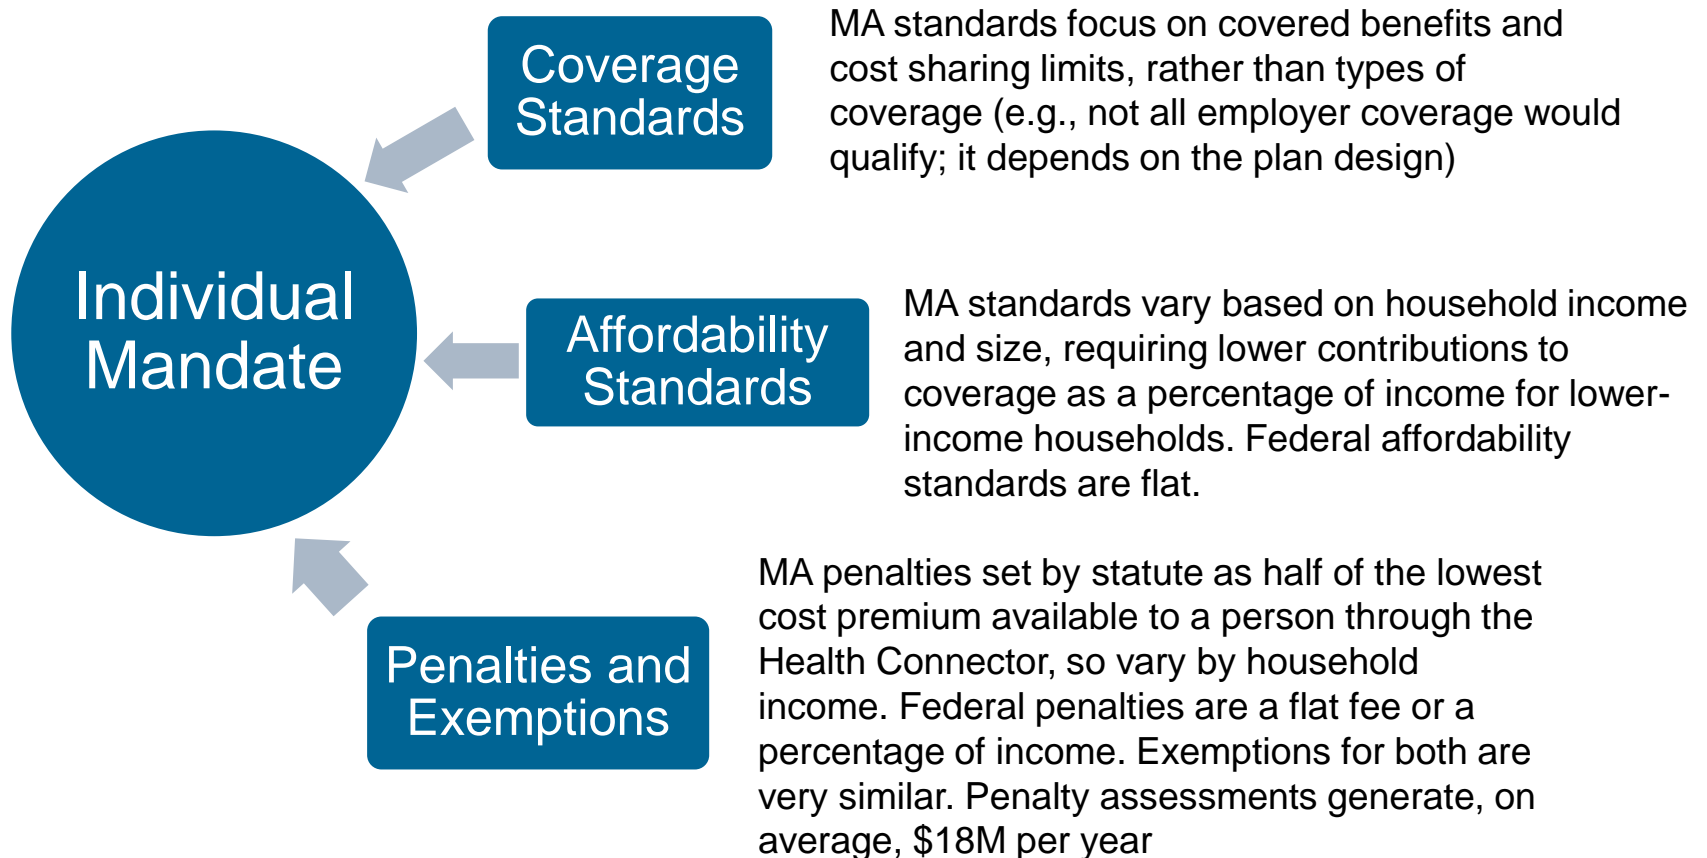 Individual
Mandate
Coverage
Standards
MA standards focus on covered benefits and
cost sharing limits, rather than types of
coverage (e.g., not all employer coverage would
qualify; it depends on the plan design)
Affordability
Standards
MA standards vary based on household income
and size, requiring lower contributions to
coverage as a percentage of income for lower-
income households. Federal affordability
standards are flat.
Penalties and
Exemptions
MA penalties set by statute as half of the lowest
cost premium available to a person through the
Health Connector, so vary by household
income. Federal penalties are a flat fee or a
percentage of income. Exemptions for both are
very similar. Penalty assessments generate, on
average, $18M per year